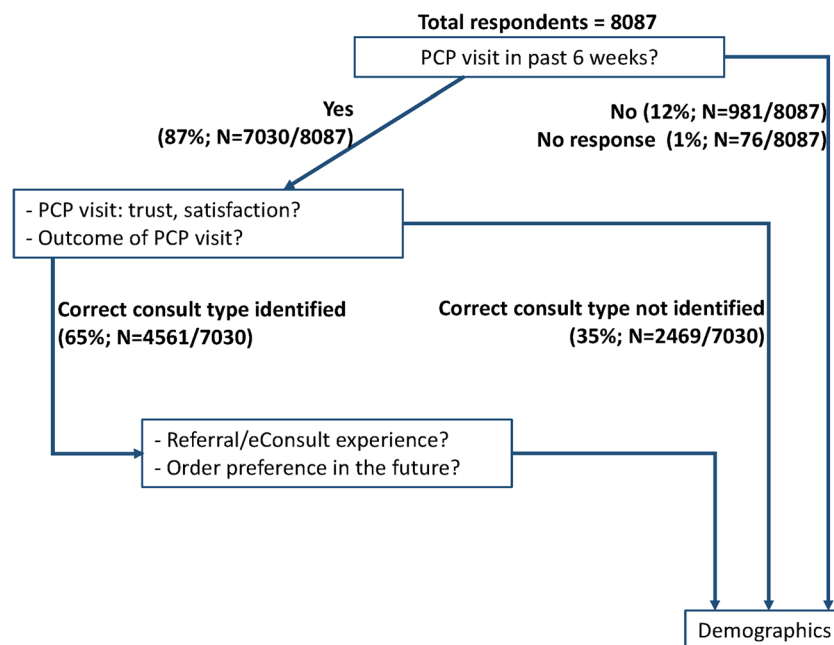 Total respondents = 8087
PCP visit in past 6 weeks?
Yes
(87%; N=7030/8087)
No (12%; N=981/8087)
No response (1%; N=76/8087)
- PCP visit: trust, satisfaction?
- Outcome of PCP visit?
Correct consult type identified
(65%; N=4561/7030)
Correct consult type not identified
(35%; N=2469/7030)
- Referral/eConsult experience?
- Order preference in the future?
Demographics